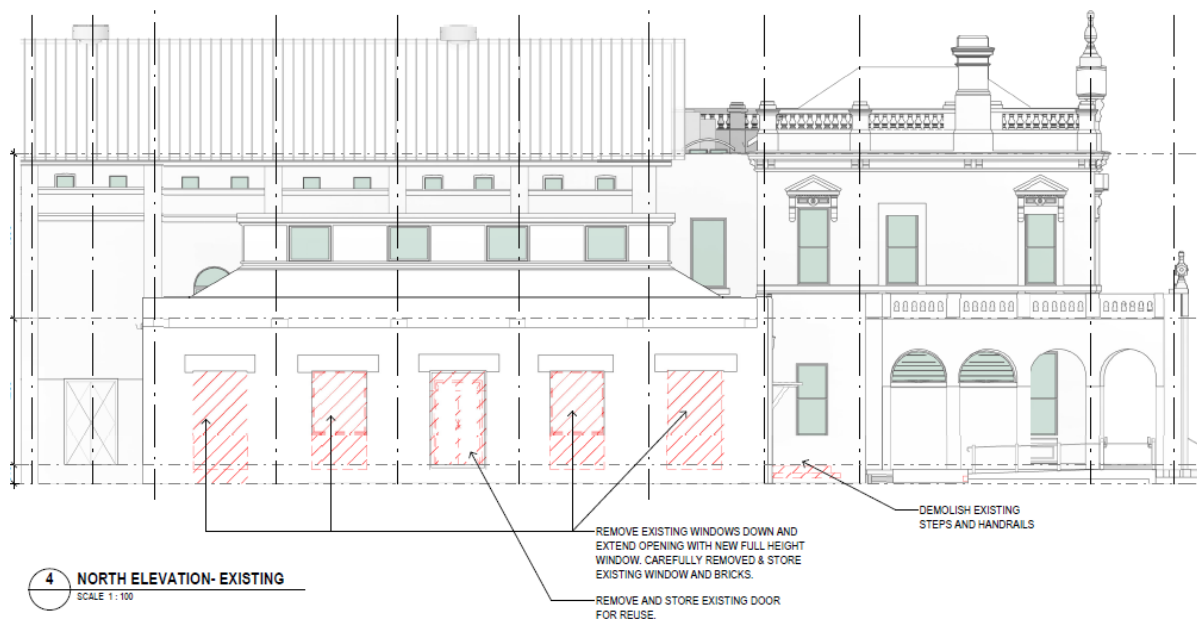 DEMOLISH EXISTING
STEPS AND HANDRAILS
REMOVE EXISTING WINDOWS DOWN AND
EXTEND OPENING WITH NEW FULL HEIGHT
WINDOW. CAREFULLY REMOVED & STORE
EXISTING WINDOW AND BRICKS.
REMOVE AND STORE EXISTING DOOR
FOR REUSE.
4 NORTH ELEVATION- EXISTING
SCALE 1 : 100